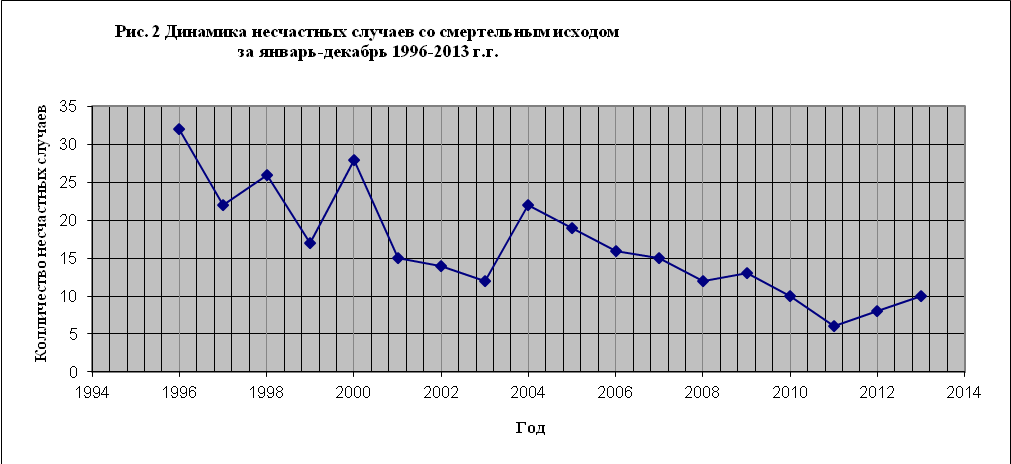 Рис. 2 Динамика несчастных случаев со смертельным исходом
за январь-декабрь 1996-2013 г.г.
Колличество несчастных случаев
35
30
25
20
15
10
5
0
1994 1996 1998 2000 2002 2004 2006 2008 2010 2012 2014
Год